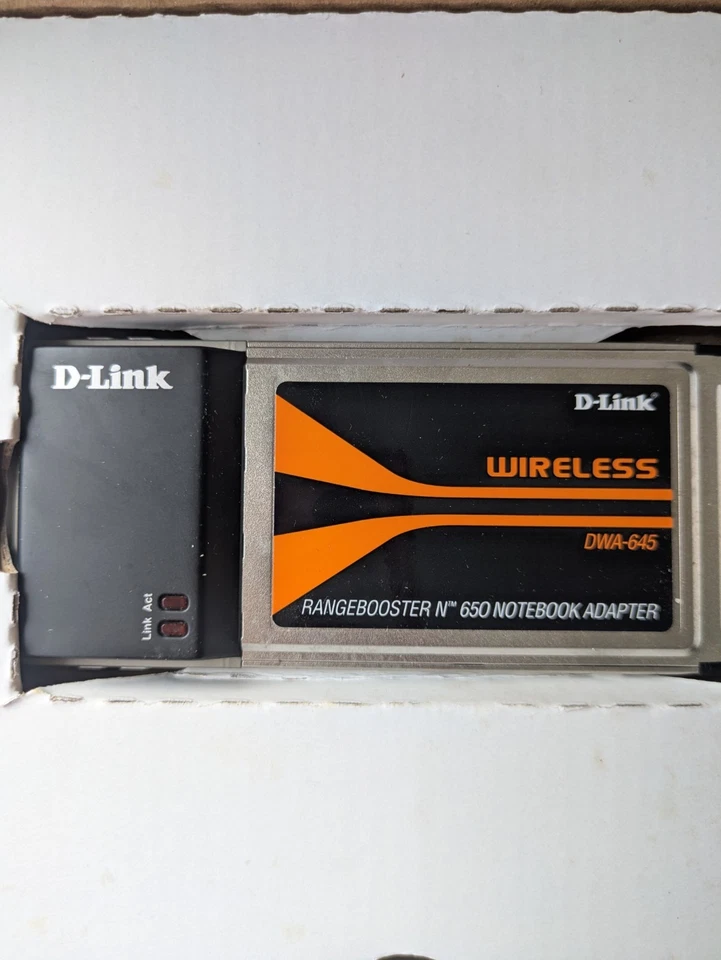 D-Link
Link Act
D-Link®
WIRELESS
DWA-645
RANGEBOOSTER N™ 650 NOTEBOOK ADAPTER